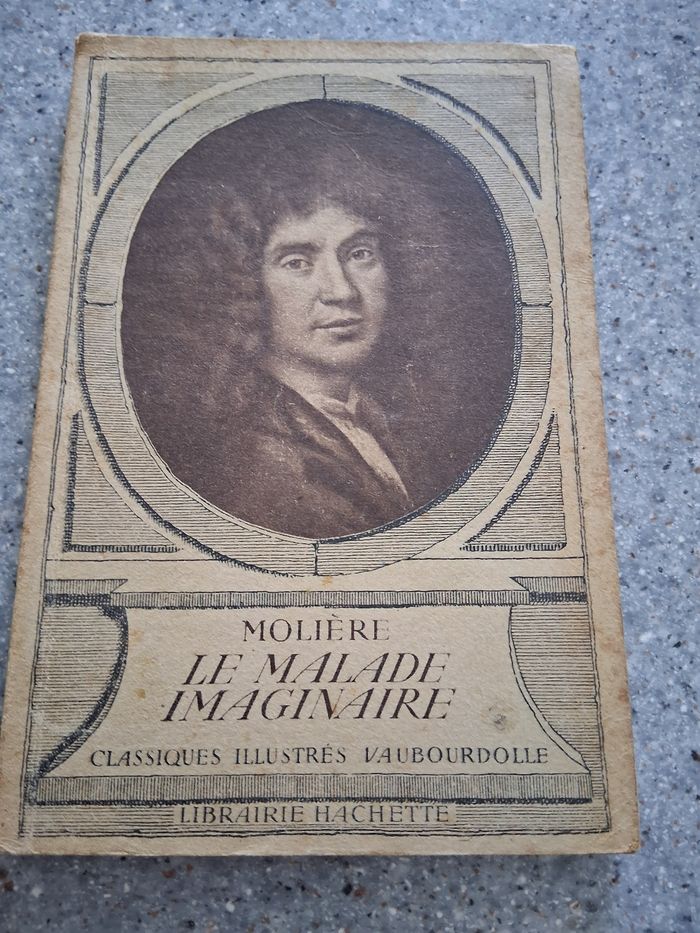 MOLIÈRE
LE MALADE
IMAGINAIRE
CLASSIQUES ILLUSTRÉS VAUBOURDOLLE
LIBRAIRIE HACHETTE